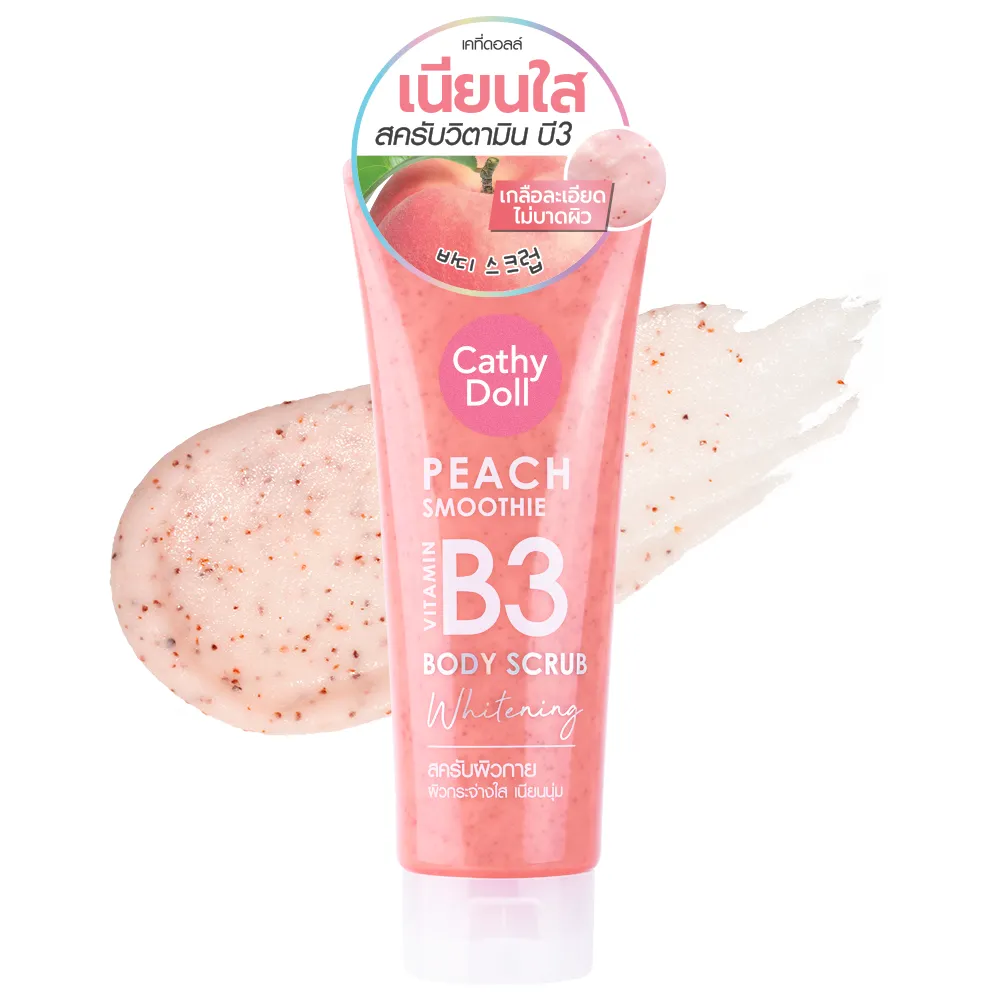 เคที่ดอลล์
เนียนใส
สครับวิตามิน บี3
เกลือละเอียด
ไม่บาดผิว
바디 스크럽
Cathy
Doll
PEACH
SMOOTHIE
VITAMIN
B3
BODY SCRUB
Whitening
สครับผิวกาย
ผิวกระจ่างใส เนียนนุ่ม